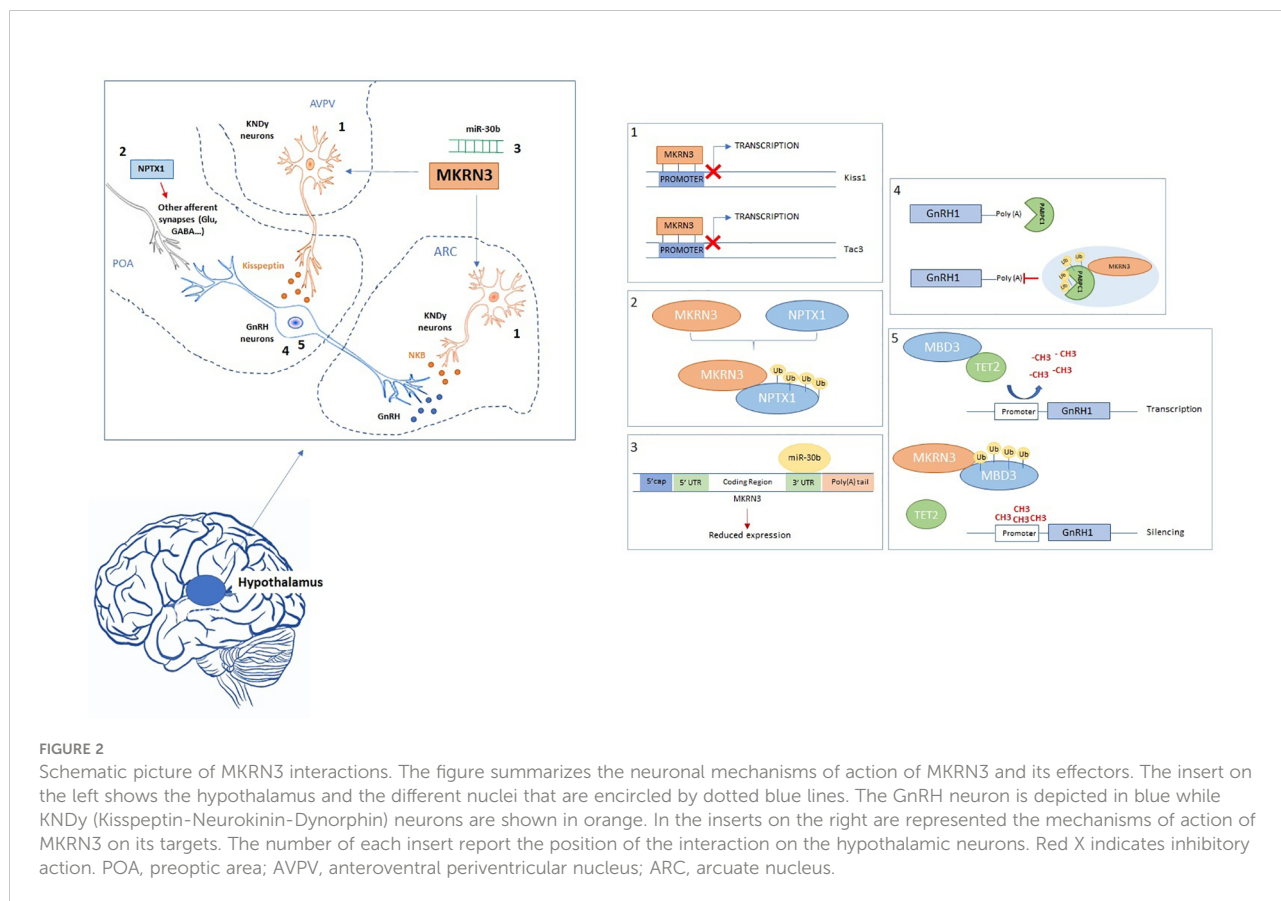 AVPV
KNDy
neurons
1
miR-30b
3
2
NPTX1
MKRN3
Other afferent
synapses (Glu,
GABA...)
POA
Kisspeptin
ARC
GnRH
neurons
4
5
KNDy
neurons
1
NKB
GnRH
Hypothalamus
1
MKRN3
TRANSCRIPTION
PROMOTER
Kiss1
MKRN3
TRANSCRIPTION
PROMOTER
Tac3
2
MKRN3
NPTX1
MKRN3
Ub Ub Ub Ub
NPTX1
3
miR-30b
5'cap
5' UTR
Coding Region
3' UTR
Poly(A) tail
MKRN3
Reduced expression
4
GnRH1
Poly (A)
PABPC1
GnRH1
Poly (A)
Ub Ub Ub
PABPC1
MKRN3
5
MBD3
TET2
-CH3 - CH3
-CH3 -CH3
Promoter
GnRH1
Transcription
MKRN3
Ub Ub Ub Ub
MBD3
TET2
CH3
CH3 CH3 CH3
Promoter
GnRH1
Silencing
FIGURE 2
Schematic picture of MKRN3 interactions. The figure summarizes the neuronal mechanisms of action of MKRN3 and its effectors. The insert on
the left shows the hypothalamus and the different nuclei that are encircled by dotted blue lines. The GnRH neuron is depicted in blue while
KNDy (Kisspeptin-Neurokinin-Dynorphin) neurons are shown in orange. In the inserts on the right are represented the mechanisms of action of
MKRN3 on its targets. The number of each insert report the position of the interaction on the hypothalamic neurons. Red X indicates inhibitory
action. POA, preoptic area; AVPV, anteroventral periventricular nucleus; ARC, arcuate nucleus.